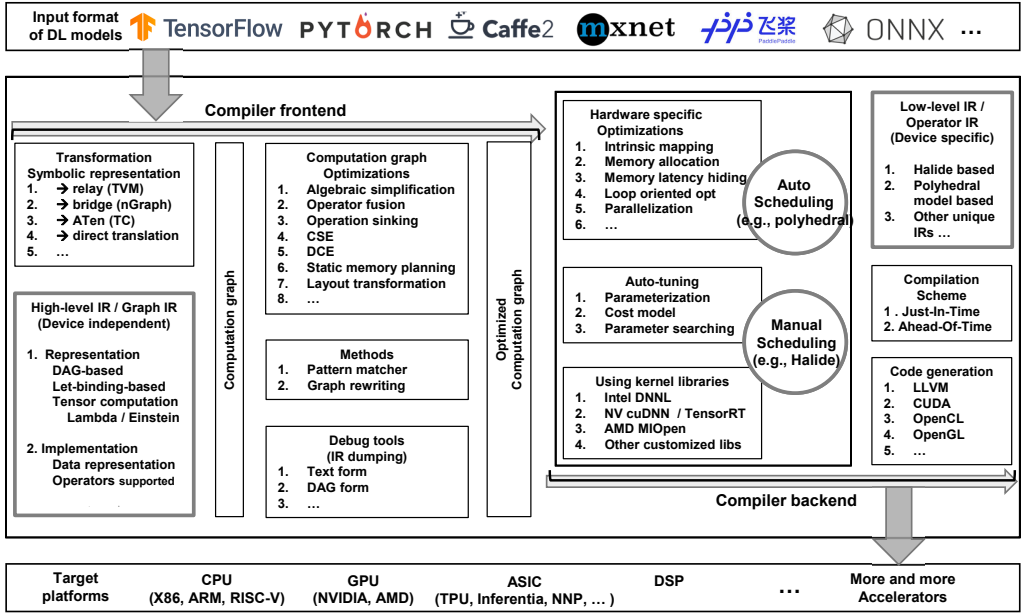 Input format
of DL models
TensorFlow
PYTORCH
Caffe2
mxnet
飞桨
PaddlePaddle
ONNX
...
Compiler frontend
Transformation
Symbolic representation
1. → relay (TVM)
2. → bridge (nGraph)
3. → ATen (TC)
4. → direct translation
5. ...
High-level IR / Graph IR
(Device independent)
1. Representation
DAG-based
Let-binding-based
Tensor computation
Lambda / Einstein
2. Implementation
Data representation
Operators supported
Computation graph
Computation graph
Optimizations
1. Algebraic simplification
2. Operator fusion
3. Operation sinking
4. CSE
5. DCE
6. Static memory planning
7. Layout transformation
8. ...
Methods
1. Pattern matcher
2. Graph rewriting
Debug tools
(IR dumping)
1. Text form
2. DAG form
3. ...
Optimized
Computation graph
Hardware specific
Optimizations
1. Intrinsic mapping
2. Memory allocation
3. Memory latency hiding
4. Loop oriented opt
5. Parallelization
6. ...
Auto
Scheduling
(e.g., polyhedral)
Auto-tuning
1. Parameterization
2. Cost model
3. Parameter searching
Manual
Scheduling
(e.g., Halide)
Using kernel libraries
1. Intel DNNL
2. NV cuDNN / TensorRT
3. AMD MIOpen
4. Other customized libs
Low-level IR /
Operator IR
(Device specific)
1. Halide based
2. Polyhedral
model based
3. Other unique
IRs ...
Compilation
Scheme
1 . Just-In-Time
2. Ahead-Of-Time
Code generation
1. LLVM
2. CUDA
3. OpenCL
4. OpenGL
5. ...
Compiler backend
Target
platforms
CPU
(X86, ARM, RISC-V)
GPU
(NVIDIA, AMD)
ASIC
(TPU, Inferentia, NNP, ... )
DSP
...
More and more
Accelerators